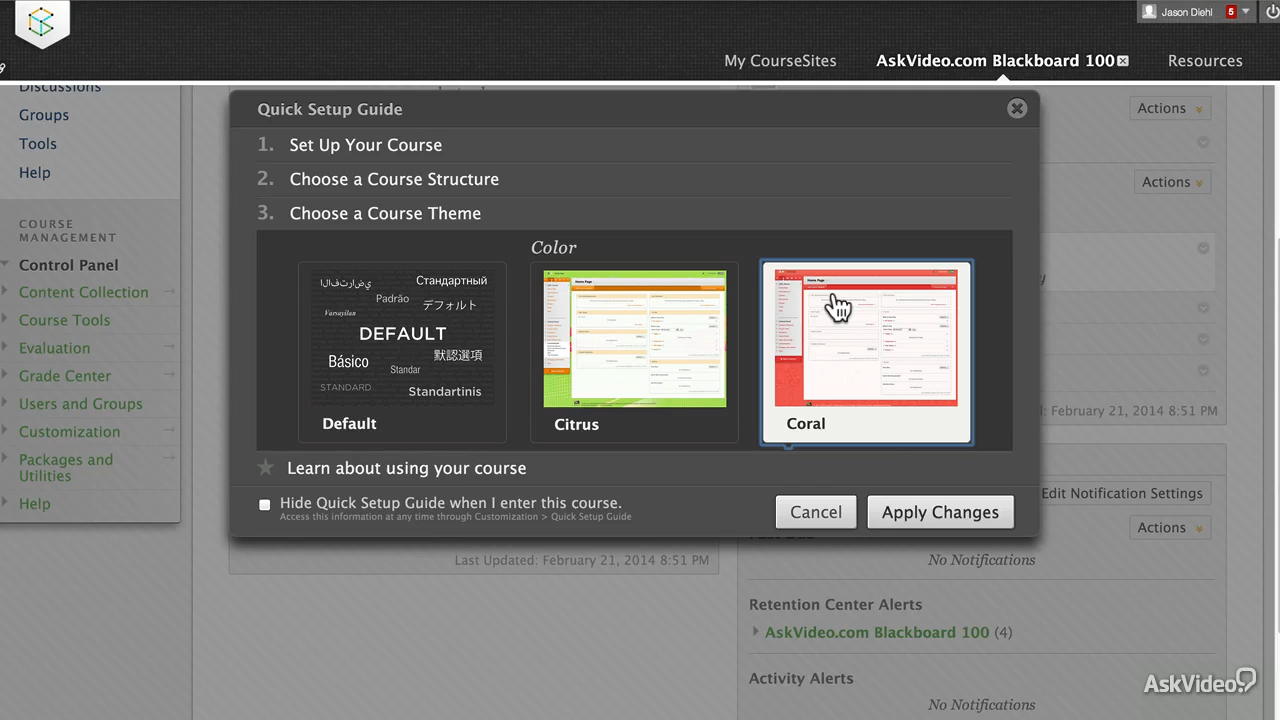 Jason Diehl 5
My CourseSites
AskVideo.com Blackboard 100
Resources
Discussions
Groups
Tools
Help
COURSE
MANAGEMENT
Control Panel
Content Collection
Course Tools
Evaluation
Grade Center
Users and Groups
Customization
Packages and
Utilities
Help
Quick Setup Guide
1. Set Up Your Course
2. Choose a Course Structure
3. Choose a Course Theme
Color
Стандартный
Padrão
デフォルト
DEFAULT
Básico
默認選項
Standar
STANDARD
Standartinis
Default
Home Page
Citrus
Home Page
Coral
Learn about using your course
Hide Quick Setup Guide when I enter this course.
Access this information at any time through Customization > Quick Setup Guide
Cancel
Apply Changes
Last Updated: February 21, 2014 8:51 PM
Actions
Actions
: February 21, 2014 8:51 PM
Edit Notification Settings
Actions
No Notifications
Retention Center Alerts
AskVideo.com Blackboard 100 (4)
Activity Alerts
No Notifications
AskVideo